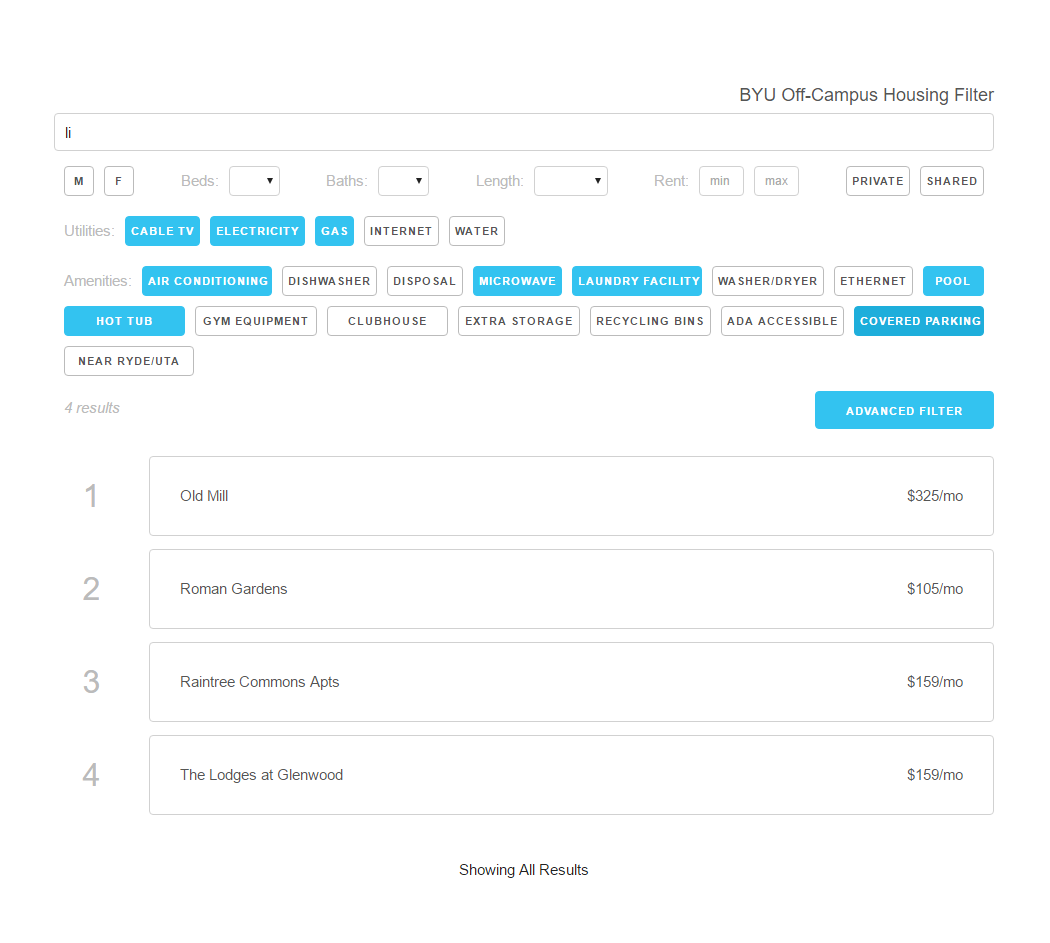 BYU Off-Campus Housing Filter
li
M F Beds: Baths: Length: Rent: min max PRIVATE SHARED
Utilities: CABLE TV ELECTRICITY GAS INTERNET WATER
Amenities: AIR CONDITIONING DISHWASHER DISPOSAL MICROWAVE LAUNDRY FACILITY WASHER/DRYER ETHERNET POOL
HOT TUB GYM EQUIPMENT CLUBHOUSE EXTRA STORAGE RECYCLING BINS ADA ACCESSIBLE COVERED PARKING
NEAR RYDE/UTA
4 results ADVANCED FILTER
1 Old Mill $325/mo
2 Roman Gardens $105/mo
3 Raintree Commons Apts $159/mo
4 The Lodges at Glenwood $159/mo
Showing All Results